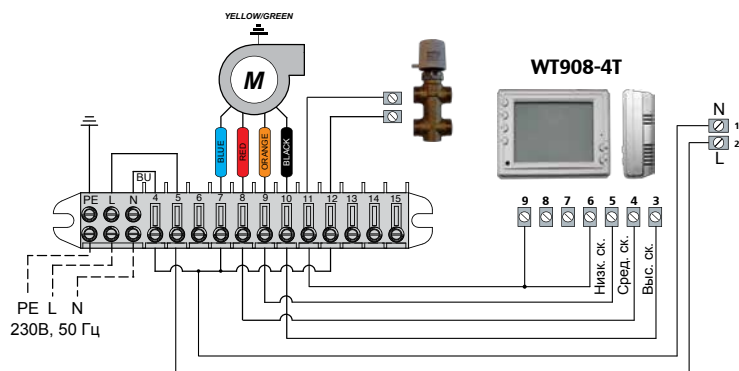 YELLOW/GREEN
M
WT908-4T
N
1
2
L
BLUE
RED
ORANGE
BLACK
BU
PE L N 4 5 6 7 8 9 10 11 12 13 14 15
9 8 7 6 5 4 3
Низк. ск.
Сред. ск.
Выс. ск.
PE L N
230В, 50 Гц